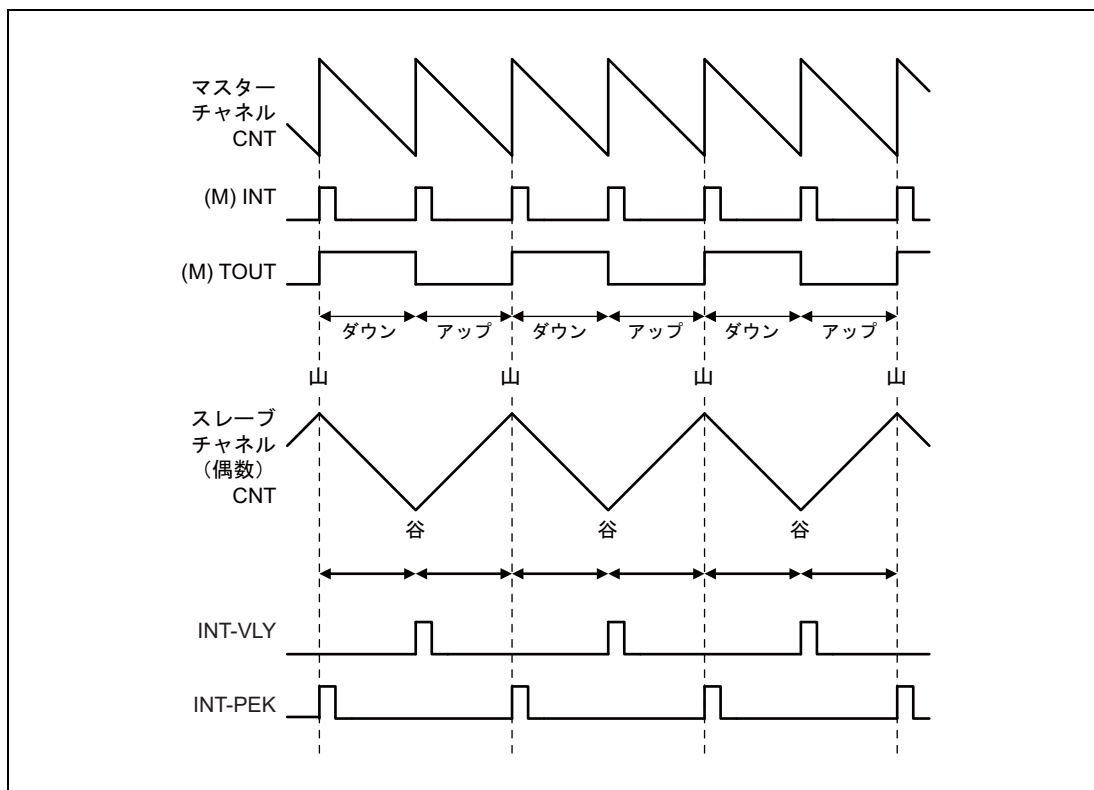 マスター
チャネル
CNT
(M) INT
(M) TOUT
ダウン アップ ダウン アップ ダウン アップ
山 山 山 山
スレーブ
チャネル
（偶数）
CNT
谷 谷 谷
INT-VLY
INT-PEK